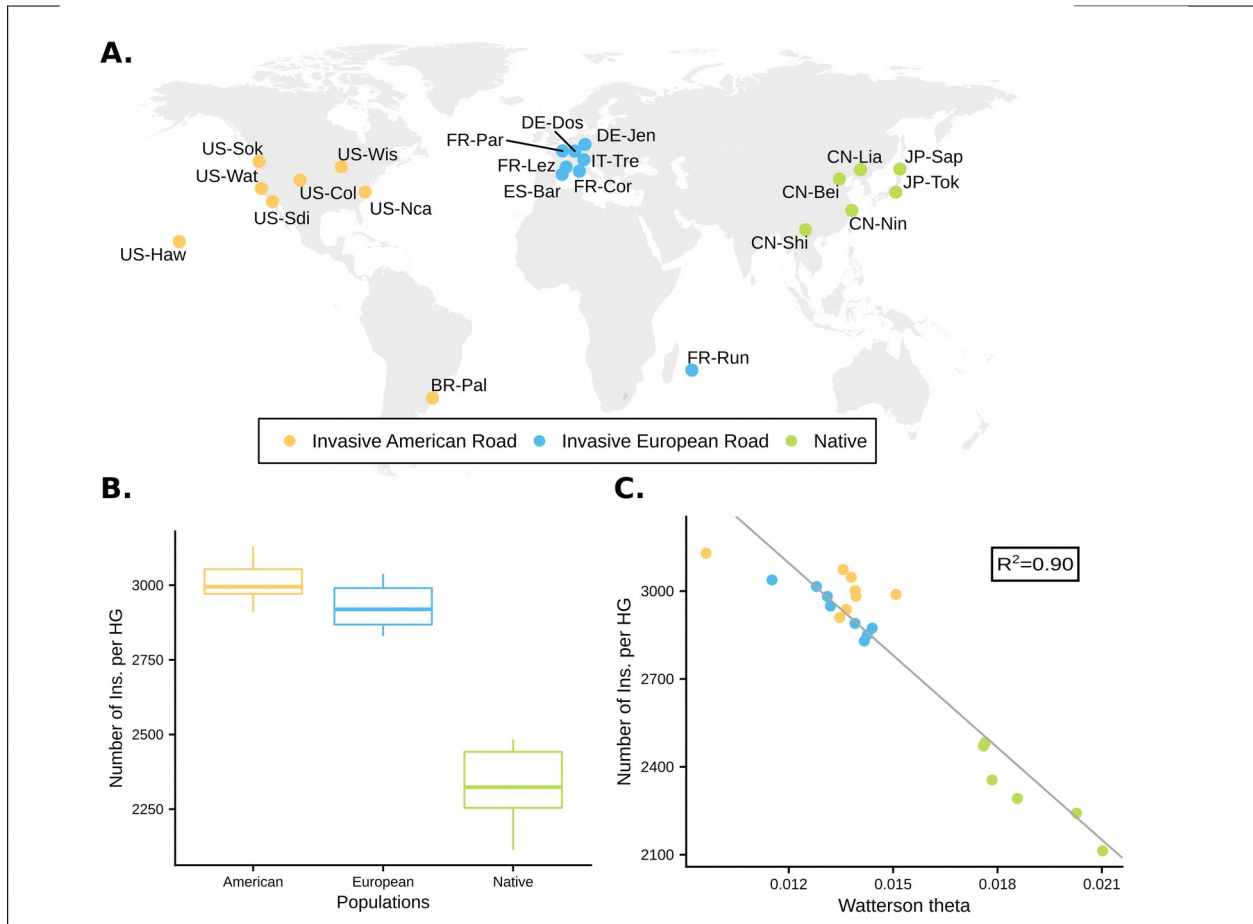 A.
DE-Dos
FR-Par
DE-Jen
US-Sok
US-Wis
IT-Tre
CN-Lia
JP-Sap
US-Wat
FR-Lez
US-Col
ES-Bar
FR-Cor
CN-Bei
JP-Tok
US-Sdi
US-Nca
CN-Nin
US-Haw
CN-Shi
FR-Run
BR-Pal
Invasive American Road Invasive European Road Native
B.
Number of Ins. per HG
3000
2750
2500
2250
American European Native
Populations
C.
R²=0.90
Number of Ins. per HG
3000
2700
2400
2100
0.012 0.015 0.018 0.021
Watterson theta